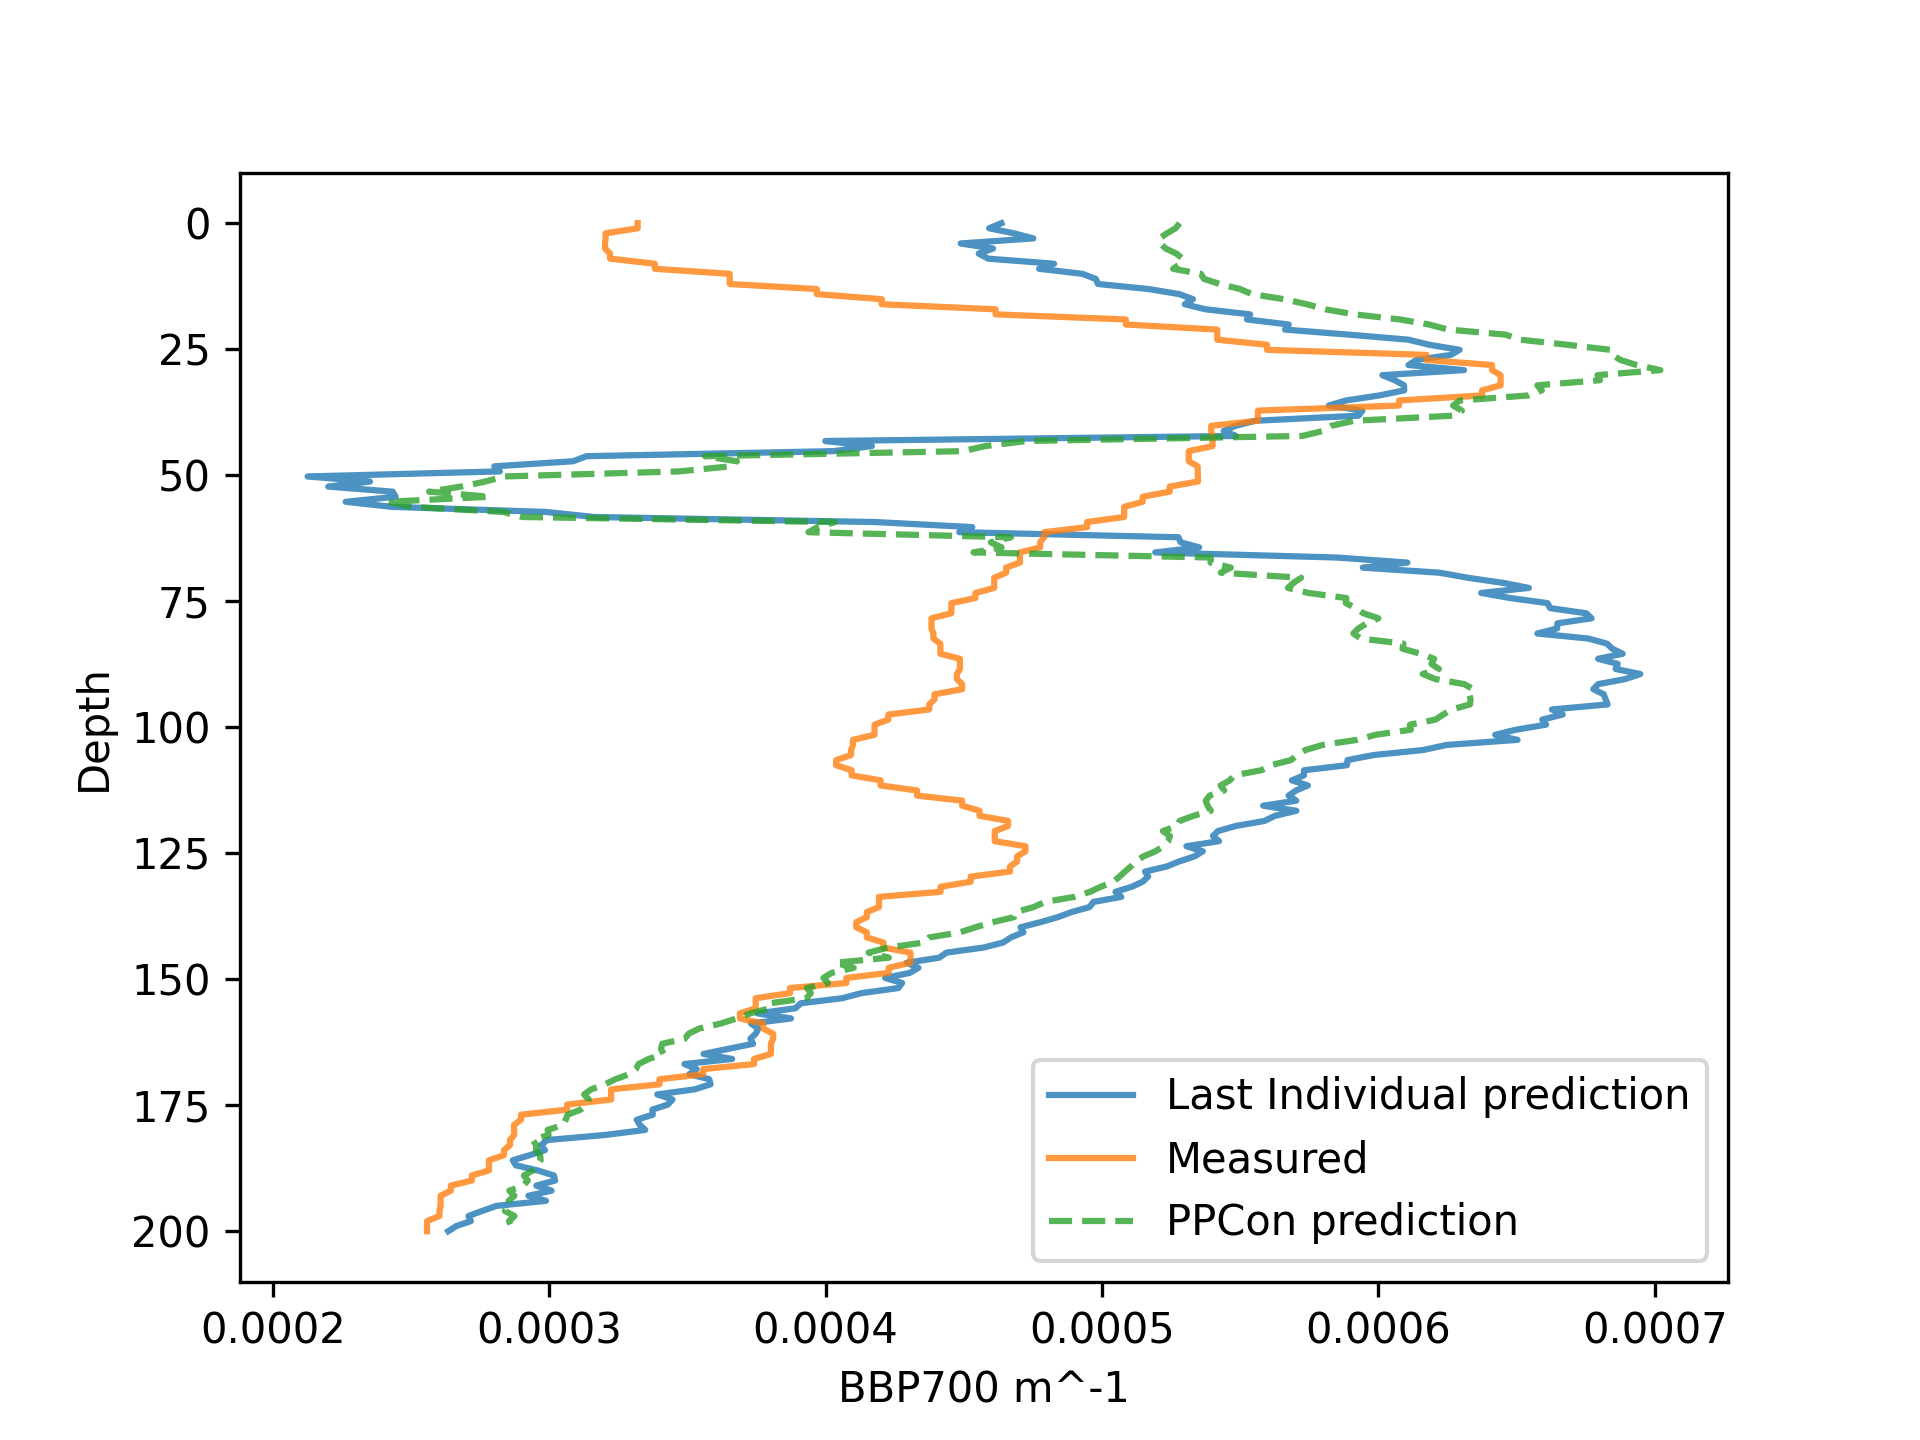 0
25
50
75
100
125
150
175
200
Depth
0.0002 0.0003 0.0004 0.0005 0.0006 0.0007
BBP700 m^-1
Last Individual prediction
Measured
PPCon prediction